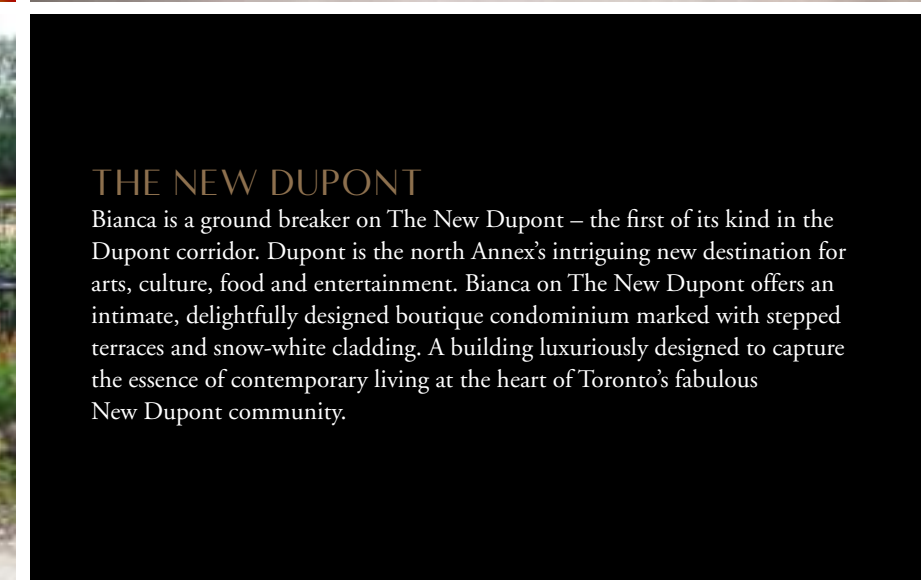 THE NEW DUPONT
Bianca is a ground breaker on The New Dupont – the first of its kind in the
Dupont corridor. Dupont is the north Annex’s intriguing new destination for
arts, culture, food and entertainment. Bianca on The New Dupont offers an
intimate, delightfully designed boutique condominium marked with stepped
terraces and snow-white cladding. A building luxuriously designed to capture
the essence of contemporary living at the heart of Toronto’s fabulous
New Dupont community.